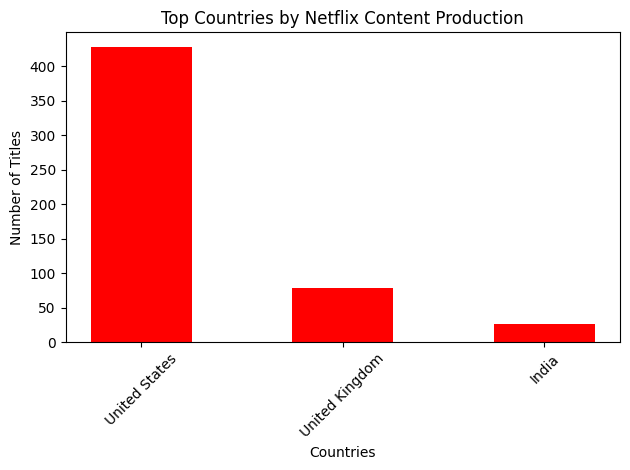 Top Countries by Netflix Content Production
Number of Titles
400
350
300
250
200
150
100
50
0
United States
United Kingdom
India
Countries